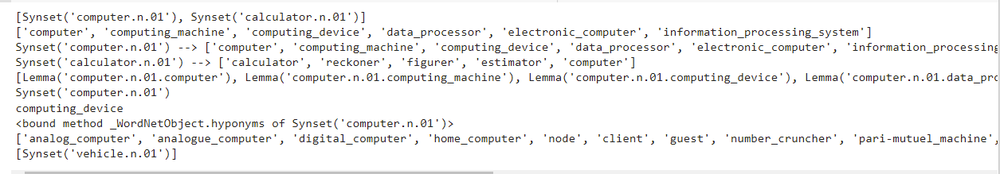 [Synset('computer.n.01'), Synset('calculator.n.01')]
['computer', 'computing_machine', 'computing_device', 'data_processor', 'electronic_computer', 'information_processing_system']
Synset('computer.n.01') --> ['computer', 'computing_machine', 'computing_device', 'data_processor', 'electronic_computer', 'information_processing
Synset('calculator.n.01') --> ['calculator', 'reckoner', 'figurer', 'estimator', 'computer']
[Lemma('computer.n.01.computer'), Lemma('computer.n.01.computing_machine'), Lemma('computer.n.01.computing_device'), Lemma('computer.n.01.data_pro
Synset('computer.n.01')
computing_device
<bound method _WordNetObject.hyponyms of Synset('computer.n.01')>
['analog_computer', 'analogue_computer', 'digital_computer', 'home_computer', 'node', 'client', 'guest', 'number_cruncher', 'pari-mutuel_machine',
[Synset('vehicle.n.01')]